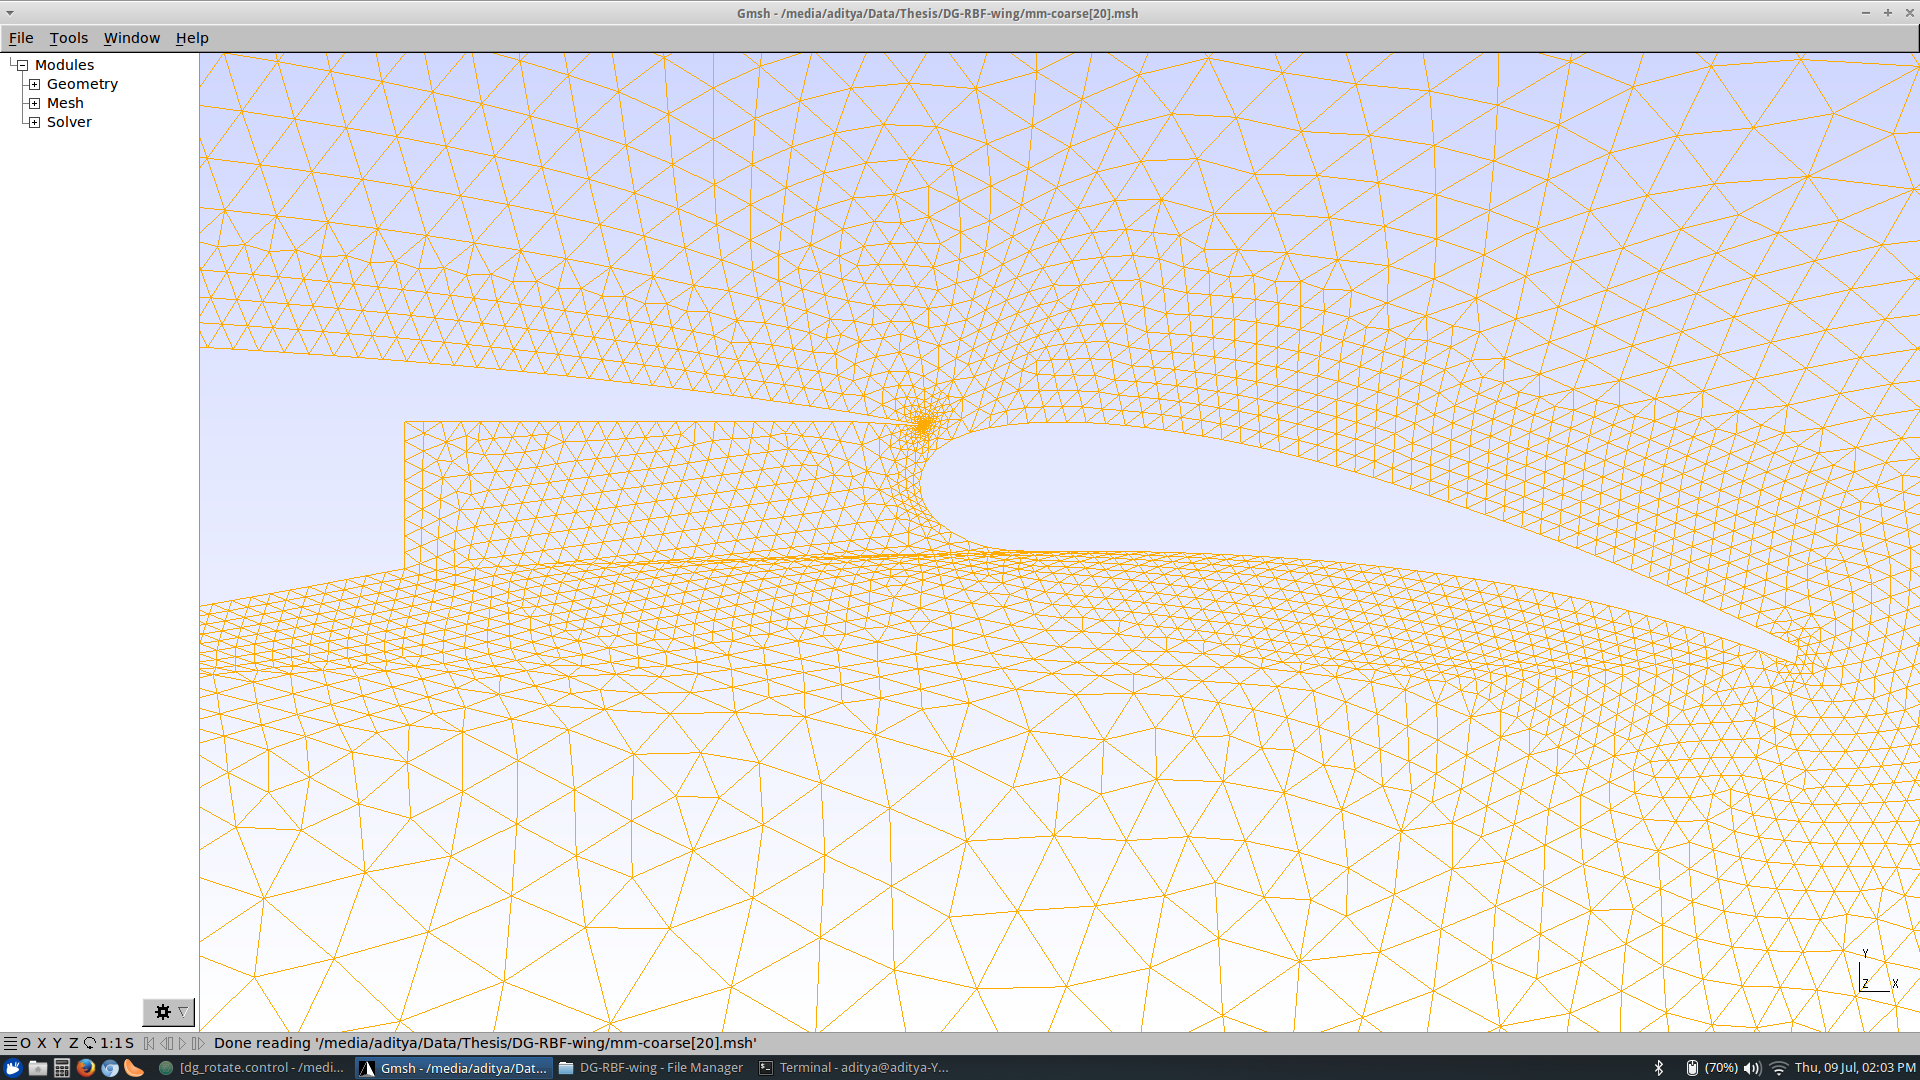 Gmsh - /media/aditya/Data/Thesis/DG-RBF-wing/mm-coarse[20].msh
File Tools Window Help
Modules
Geometry
Mesh
Solver
Y
Z X
O X Y Z 1:1 S Done reading '/media/aditya/Data/Thesis/DG-RBF-wing/mm-coarse[20].msh'
[dg_rotate.control - /medi... Gmsh - /media/aditya/Dat... DG-RBF-wing - File Manager Terminal - aditya@aditya-Y... (70%) Thu, 09 Jul, 02:03 PM